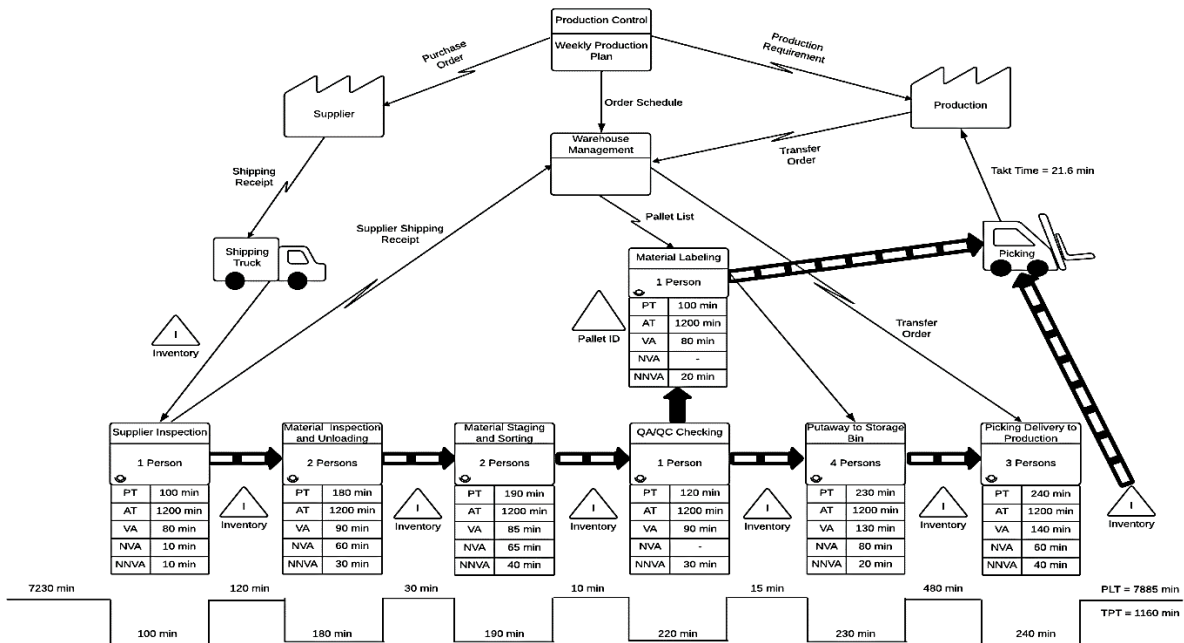 Production Control
Weekly Production
Plan
Purchase
Order
Production
Requirement
Supplier
Order Schedule
Production
Warehouse
Management
Transfer
Order
Shipping
Receipt
Takt Time = 21.6 min
Supplier Shipping
Receipt
Pallet List
Shipping
Truck
Picking
Material Labeling
1 Person
PT 100 min
AT 1200 min
VA 80 min
NVA -
NNVA 20 min
Pallet ID
I
Inventory
Transfer
Order
Supplier Inspection
1 Person
PT 100 min
AT 1200 min
VA 80 min
NVA 10 min
NNVA 10 min
I
Inventory
Material Inspection
and Unloading
2 Persons
PT 180 min
AT 1200 min
VA 90 min
NVA 60 min
NNVA 30 min
I
Inventory
Material Staging
and Sorting
2 Persons
PT 190 min
AT 1200 min
VA 85 min
NVA 65 min
NNVA 40 min
I
Inventory
QA/QC Checking
1 Person
PT 120 min
AT 1200 min
VA 90 min
NVA -
NNVA 30 min
I
Inventory
Putaway to Storage
Bin
4 Persons
PT 230 min
AT 1200 min
VA 130 min
NVA 80 min
NNVA 20 min
I
Inventory
Picking Delivery to
Production
3 Persons
PT 240 min
AT 1200 min
VA 140 min
NVA 60 min
NNVA 40 min
I
Inventory
7230 min 120 min 30 min 10 min 15 min 480 min PLT = 7885 min
100 min 180 min 190 min 220 min 230 min 240 min TPT = 1160 min